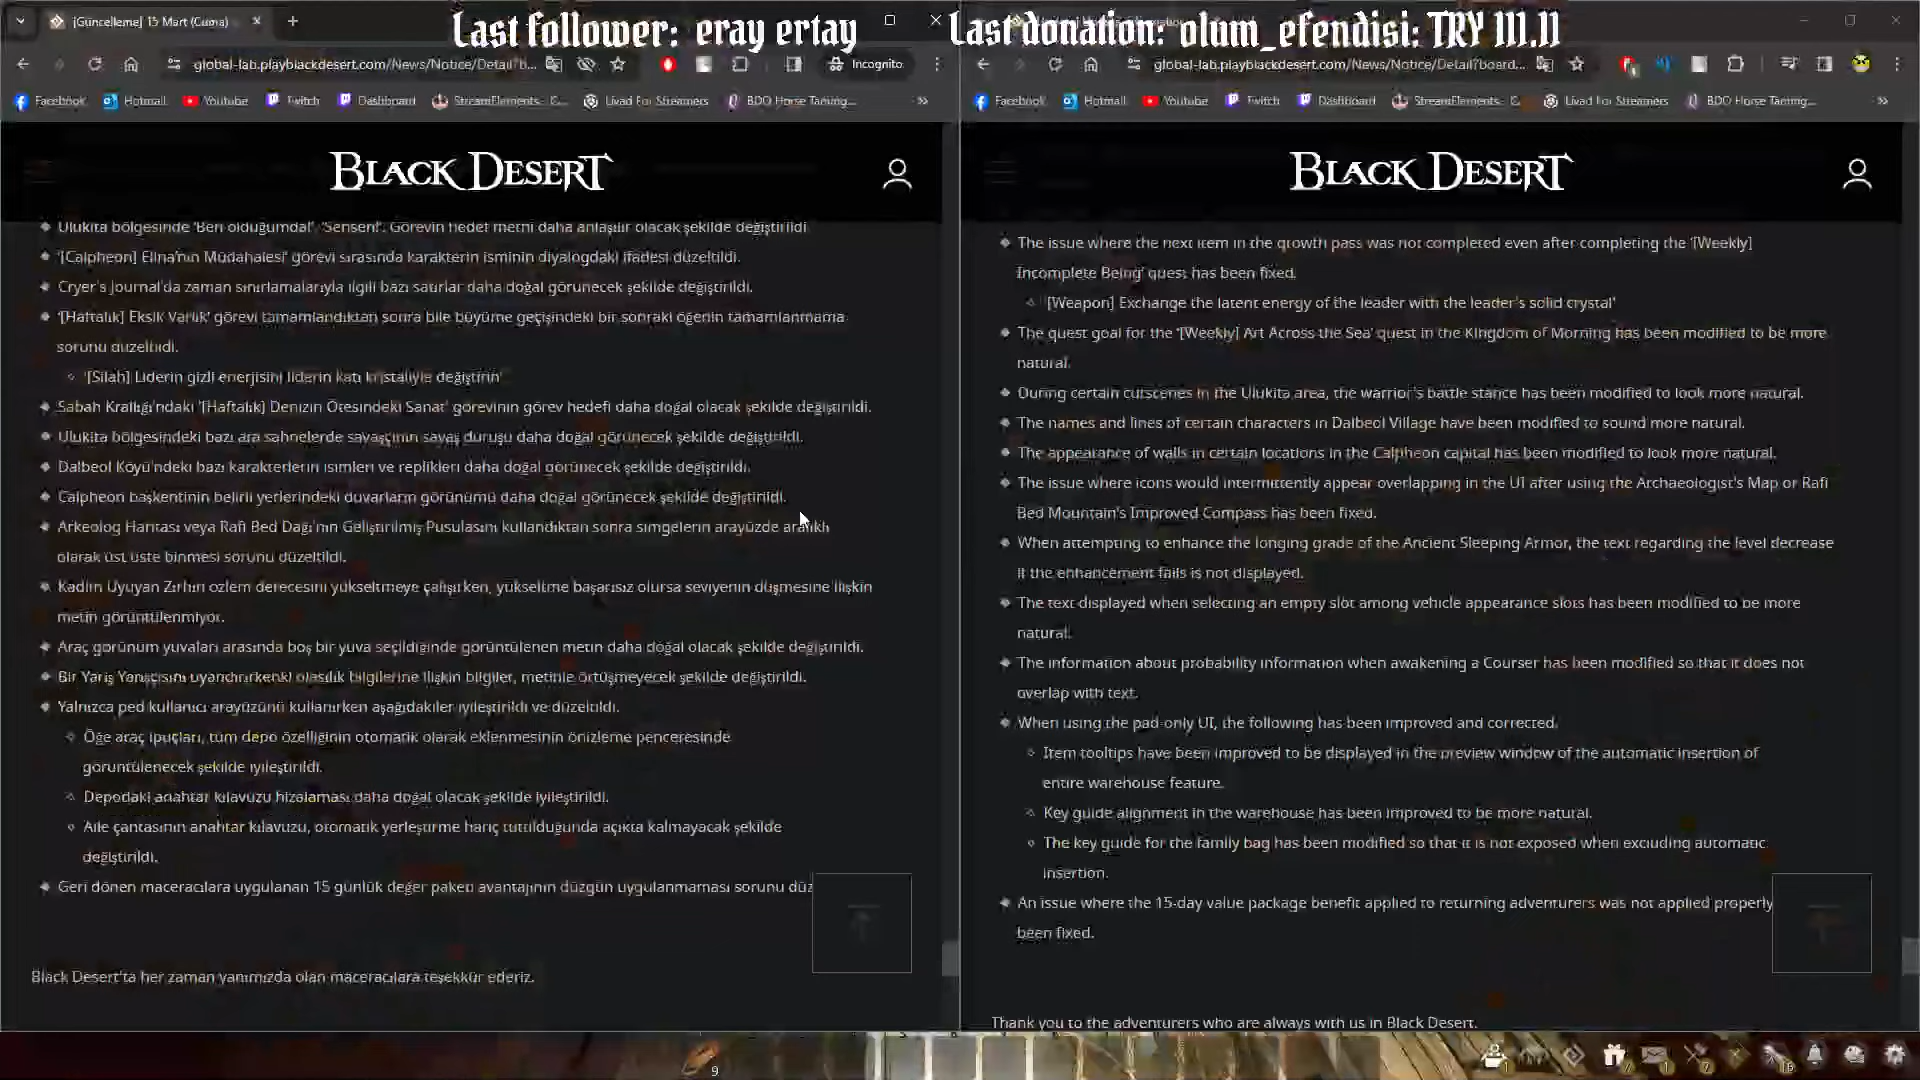 Last follower: eray ertay
Last donation: olum_efendisi: TRY 111.11
[Güncelleme] 15 Mart (Cuma)
global-lab.playblackdesert.com/News/Notice/Detail?b...
Incognito
Facebook
Hotmail
Youtube
Twitch
Dashboard
StreamElements - C...
Livad For Streamers
BDO Horse Taming...
BLACK DESERT
Ulukita bölgesinde 'Ben olduğumda!' 'Sensen!'. Görevin hedef metni daha anlaşılır olacak şekilde değiştirildi.
'[Calpheon] Elina'nın Müdahalesi' görevi sırasında karakterin isminin diyalogdaki ifadesi düzeltildi.
Cryer's Journal'da zaman sınırlamalarıyla ilgili bazı satırlar daha doğal görünecek şekilde değiştirildi.
'[Haftalık] Eksik Varlık' görevi tamamlandıktan sonra bile büyüme geçişindeki bir sonraki öğenin tamamlanmama
sorunu düzeltildi.
'[Silah] Liderin gizli enerjisini liderin katı kristaliyle değiştirin'
Sabah Krallığı'ndaki '[Haftalık] Denizin Ötesindeki Sanat' görevinin görev hedefi daha doğal olacak şekilde değiştirildi.
Ulukita bölgesindeki bazı ara sahnelerde savaşçının savaş duruşu daha doğal görünecek şekilde değiştirildi.
Dalbeol Köyü'ndeki bazı karakterlerin isimleri ve replikleri daha doğal görünecek şekilde değiştirildi.
Calpheon başkentinin belirli yerlerindeki duvarların görünümü daha doğal görünecek şekilde değiştirildi.
Arkeolog Haritası veya Rafi Bed Dağı'nın Geliştirilmiş Pusulasını kullandıktan sonra simgelerin arayüzde aralıklı
olarak üst üste binmesi sorunu düzeltildi.
Kadim Uyuyan Zırhın özlem derecesini yükseltmeye çalışırken, yükseltme başarısız olursa seviyenin düşmesine ilişkin
metin görüntülenmiyor.
Araç görünüm yuvaları arasında boş bir yuva seçildiğinde görüntülenen metin daha doğal olacak şekilde değiştirildi.
Bir Yarış Yarışçısını uyandırırkenki olasılık bilgilerine ilişkin bilgiler, metinle örtüşmeyecek şekilde değiştirildi.
Yalnızca ped kullanıcı arayüzünü kullanırken aşağıdakiler iyileştirildi ve düzeltildi.
Öğe araç ipuçları, tüm depo özelliğinin otomatik olarak eklenmesinin önizleme penceresinde
görüntülenecek şekilde iyileştirildi.
Depodaki anahtar kılavuzu hizalaması daha doğal olacak şekilde iyileştirildi.
Aile çantasının anahtar kılavuzu, otomatik yerleştirme hariç tutulduğunda açıkta kalmayacak şekilde
değiştirildi.
Geri dönen maceracılara uygulanan 15 günlük değer paketi avantajının düzgün uygulanmaması sorunu düz
Black Desert'ta her zaman yanımızda olan maceracılara teşekkür ederiz.
9
global-lab.playblackdesert.com/News/Notice/Detail?board...
Facebook
Hotmail
Youtube
Twitch
Dashboard
StreamElements - C...
Livad For Streamers
BDO Horse Taming...
BLACK DESERT
The issue where the next item in the growth pass was not completed even after completing the '[Weekly]
Incomplete Being' quest has been fixed.
'[Weapon] Exchange the latent energy of the leader with the leader's solid crystal'
The quest goal for the '[Weekly] Art Across the Sea' quest in the Kingdom of Morning has been modified to be more
natural.
During certain cutscenes in the Ulukita area, the warrior's battle stance has been modified to look more natural.
The names and lines of certain characters in Dalbeol Village have been modified to sound more natural.
The appearance of walls in certain locations in the Calpheon capital has been modified to look more natural.
The issue where icons would intermittently appear overlapping in the UI after using the Archaeologist's Map or Rafi
Bed Mountain's Improved Compass has been fixed.
When attempting to enhance the longing grade of the Ancient Sleeping Armor, the text regarding the level decrease
if the enhancement fails is not displayed.
The text displayed when selecting an empty slot among vehicle appearance slots has been modified to be more
natural.
The information about probability information when awakening a Courser has been modified so that it does not
overlap with text.
When using the pad-only UI, the following has been improved and corrected.
Item tooltips have been improved to be displayed in the preview window of the automatic insertion of
entire warehouse feature.
Key guide alignment in the warehouse has been improved to be more natural.
The key guide for the family bag has been modified so that it is not exposed when excluding automatic
insertion.
An issue where the 15-day value package benefit applied to returning adventurers was not applied properly
been fixed.
Thank you to the adventurers who are always with us in Black Desert.